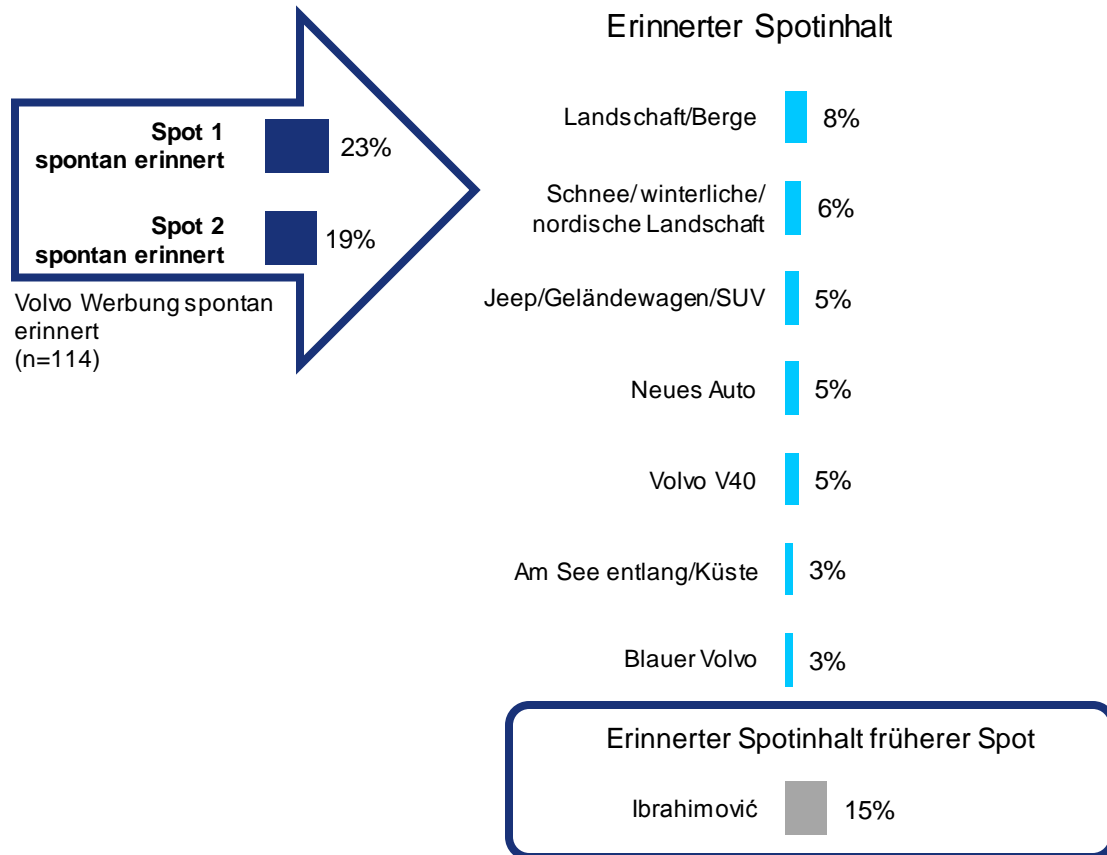 Erinnerter Spotinhalt
Spot 1
spontan erinnert
23%
Spot 2
spontan erinnert
19%
Volvo Werbung spontan
erinnert
(n=114)
Landschaft/Berge
8%
Schnee/winterliche/
nordische Landschaft
6%
Jeep/Geländewagen/SUV
5%
Neues Auto
5%
Volvo V40
5%
Am See entlang/Küste
3%
Blauer Volvo
3%
Erinnerter Spotinhalt früherer Spot
Ibrahimović
15%